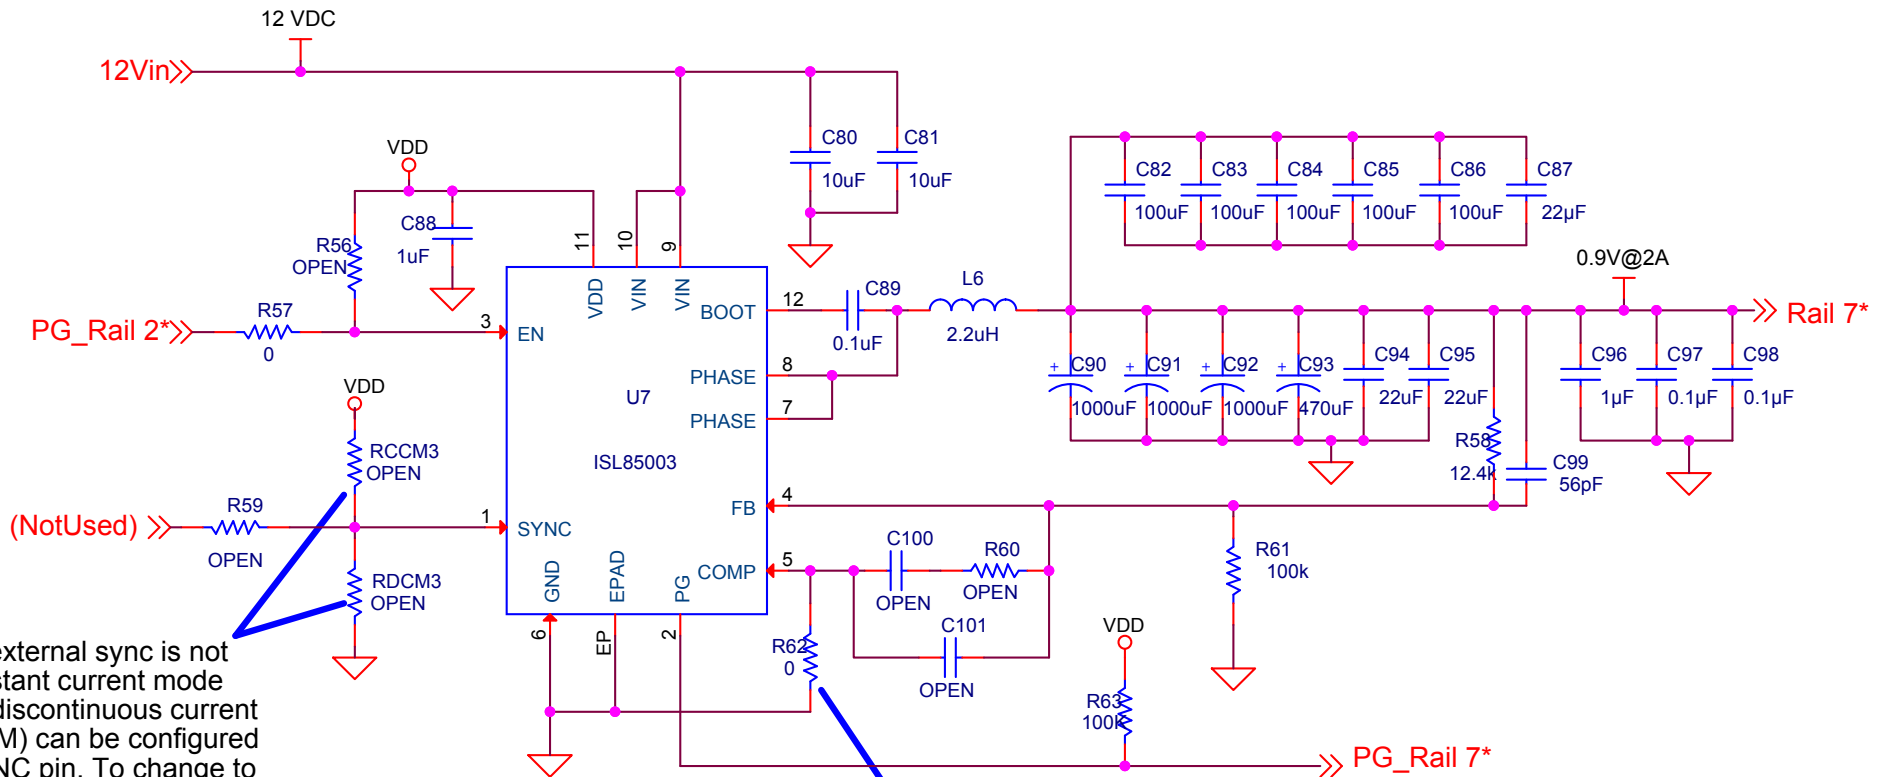 12 VDC
12Vin
VDD
C80
10uF
C81
10uF
C82
100uF
C83
100uF
C84
100uF
C85
100uF
C86
100uF
C87
22µF
R56
OPEN
C88
1uF
11
10
9
VDD
VIN
VIN
0.9V@2A
R57
0
PG_Rail 2*
3
EN
BOOT
12
C89
0.1uF
L6
2.2uH
Rail 7*
PHASE
8
PHASE
7
U7
ISL85003
C90
1000uF
C91
1000uF
C92
1000uF
C93
470uF
C94
22uF
C95
22uF
C96
1µF
C97
0.1µF
C98
0.1µF
+
+
+
+
R58
12.4k
C99
56pF
VDD
RCCM3
OPEN
R59
OPEN
(NotUsed)
1
SYNC
FB
4
COMP
5
C100
OPEN
R60
OPEN
R61
100k
RDCM3
OPEN
GND
EPAD
PG
6
EP
2
C101
OPEN
R62
0
VDD
R63
100K
PG_Rail 7*
external sync is not
stant current mode
discontinuous current
M) can be configured
NC pin. To change to